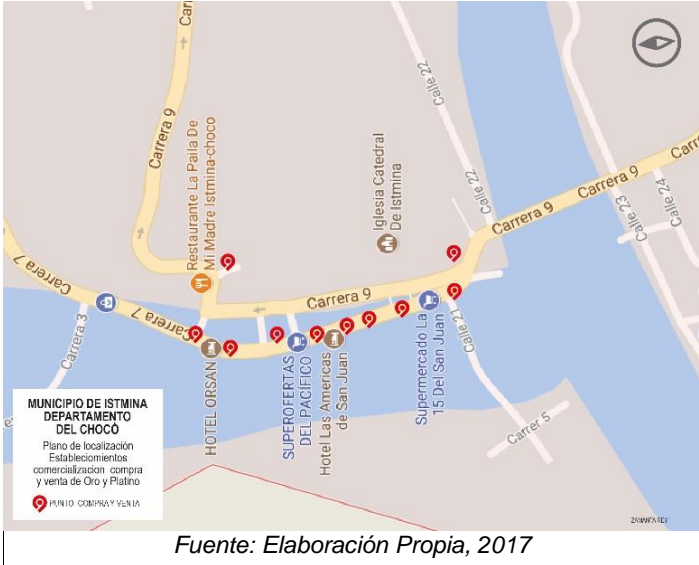 Calle 22
Carrera 9
Restaurante La Paila De
Mi Madre Istmina-choco
Iglesia Catedral
De Istmina
Calle 22
Carrera 9
Carrera 9
Carr
Calle 23
Calle 24
Carrera 7
Carrera 7
Carrera 3
Carrera 9
HOTEL ORSAN
SUPEROFERTAS
DEL PACÍFICO
Hotel Las Americas
de San Juan
Supermercado La
15 Del San Juan
Calle 21
Carrer 5
MUNICIPIO DE ISTMINA
DEPARTAMENTO
DEL CHOCÓ
Plano de localización
Establecimientos
comercializacion compra
y venta de Oro y Platino
PUNTO COMPRA Y VENTA
ZAMANTA REY
Fuente: Elaboración Propia, 2017